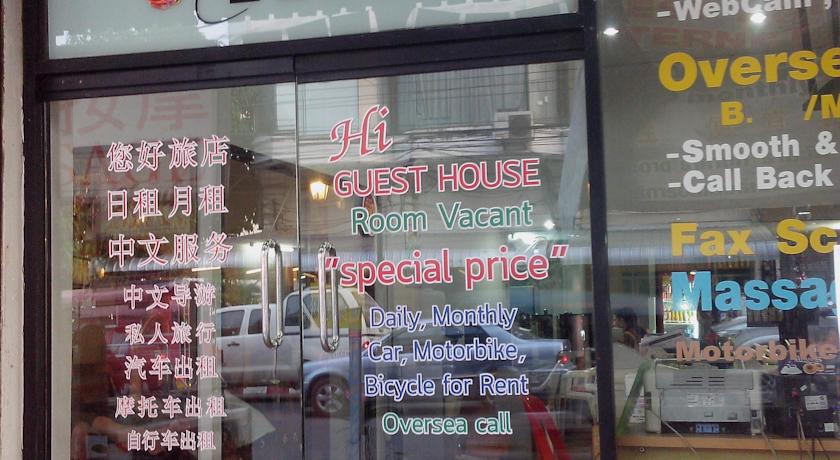 您好旅店
日租月租
中文服务
中文导游
私人旅行
汽车出租
摩托车出租
自行车出租
Hi
GUEST HOUSE
Room Vacant
"special price"
Daily, Monthly
Car, Motorbike,
Bicycle for Rent
Oversea call
-WebCam,
Overse
B. /M
-Smooth &
-Call Back
Fax Sc
Massa
Motorbike
按摩